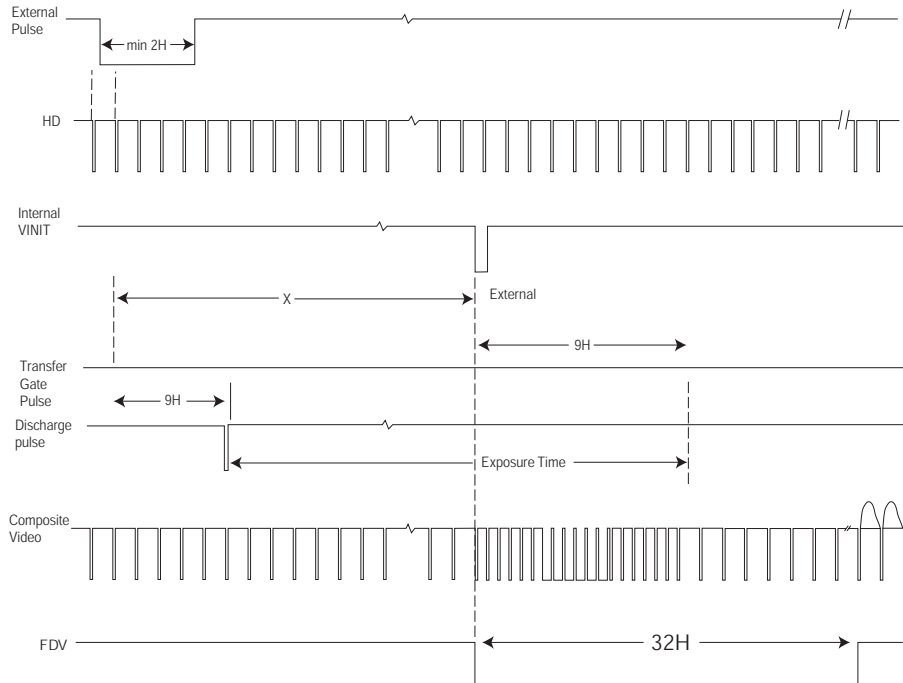 External
Pulse
min 2H
HD
Internal
VINIT
X
External
9H
Transfer
Gate
Pulse
9H
Discharge
pulse
Exposure Time
Composite
Video
FDV
32H